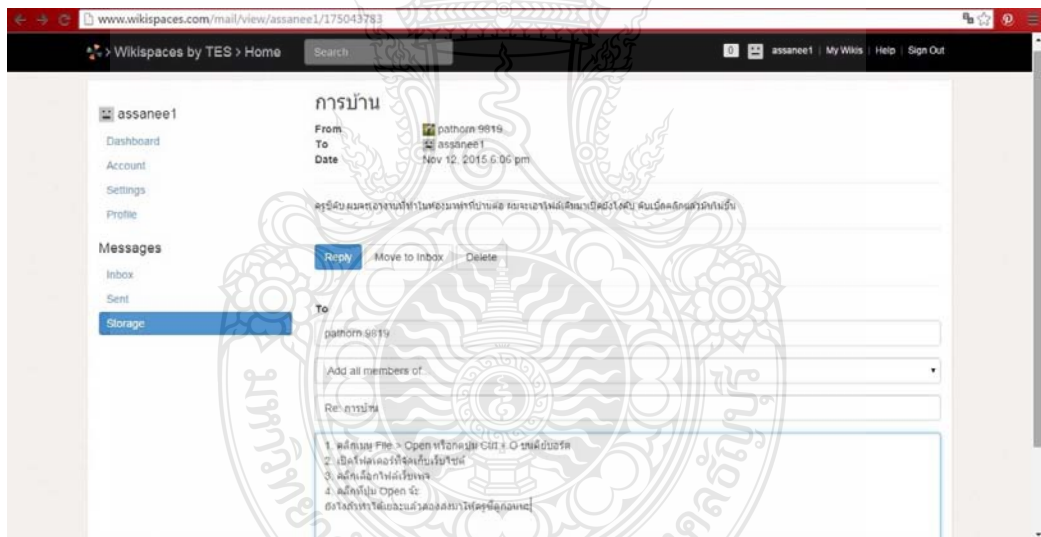 www.wikispaces.com/mail/view/assanee1/175043783
> Wikispaces by TES > Home
Search
0 assanee1 | My Wikis | Help | Sign Out
assanee1
Dashboard
Account
Settings
Profile
Messages
Inbox
Sent
Storage
การบ้าน
From pathorn 9819
To assanee1
Date Nov 12, 2015 6:06 pm
Reply Move to Inbox Delete
To
pathorn 9819
Add all members of
Re: การบ้าน
1. คลิกเมนู File > Open หรือกดปุ่ม Ctrl + O บนคีย์บอร์ด
2. เปิดโฟลเดอร์ที่จัดเก็บเว็บไซต์
3. คลิกเลือกไฟล์เว็บเพจ
4. คลิกที่ปุ่ม Open